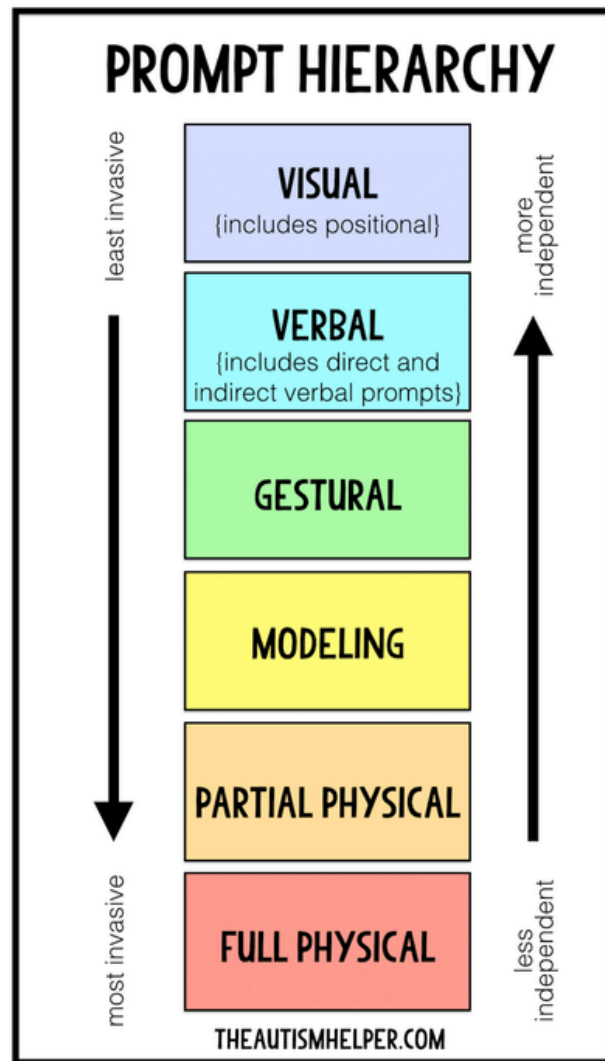 PROMPT HIERARCHY
least invasive
more
independent
VISUAL
{includes positional}
VERBAL
{includes direct and
indirect verbal prompts}
GESTURAL
MODELING
PARTIAL PHYSICAL
FULL PHYSICAL
most invasive
less
independent
THEAUTISMHELPER.COM